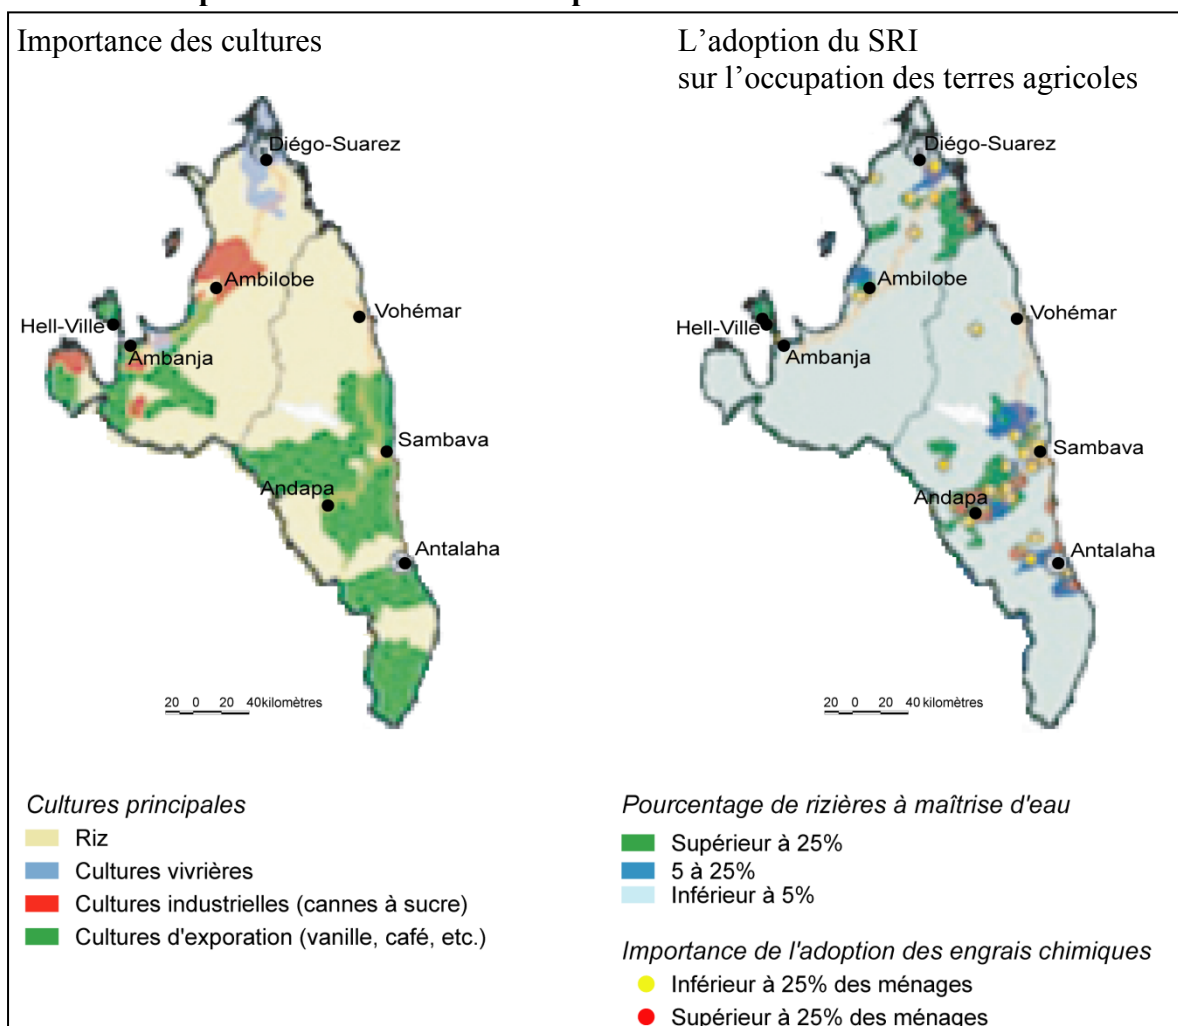 Importance des cultures
L’adoption du SRI
sur l’occupation des terres agricoles
Diégo-Suarez
Ambilobe
Vohémar
Hell-Ville
Ambanja
Sambava
Andapa
Antalaha
20 0 20 40 kilomètres
Diégo-Suarez
Ambilobe
Vohémar
Hell-Ville
Ambanja
Sambava
Andapa
Antalaha
20 0 20 40 kilomètres
Cultures principales
Riz
Cultures vivrières
Cultures industrielles (cannes à sucre)
Cultures d'exporation (vanille, café, etc.)
Pourcentage de rizières à maîtrise d'eau
Supérieur à 25%
5 à 25%
Inférieur à 5%
Importance de l'adoption des engrais chimiques
Inférieur à 25% des ménages
Supérieur à 25% des ménages